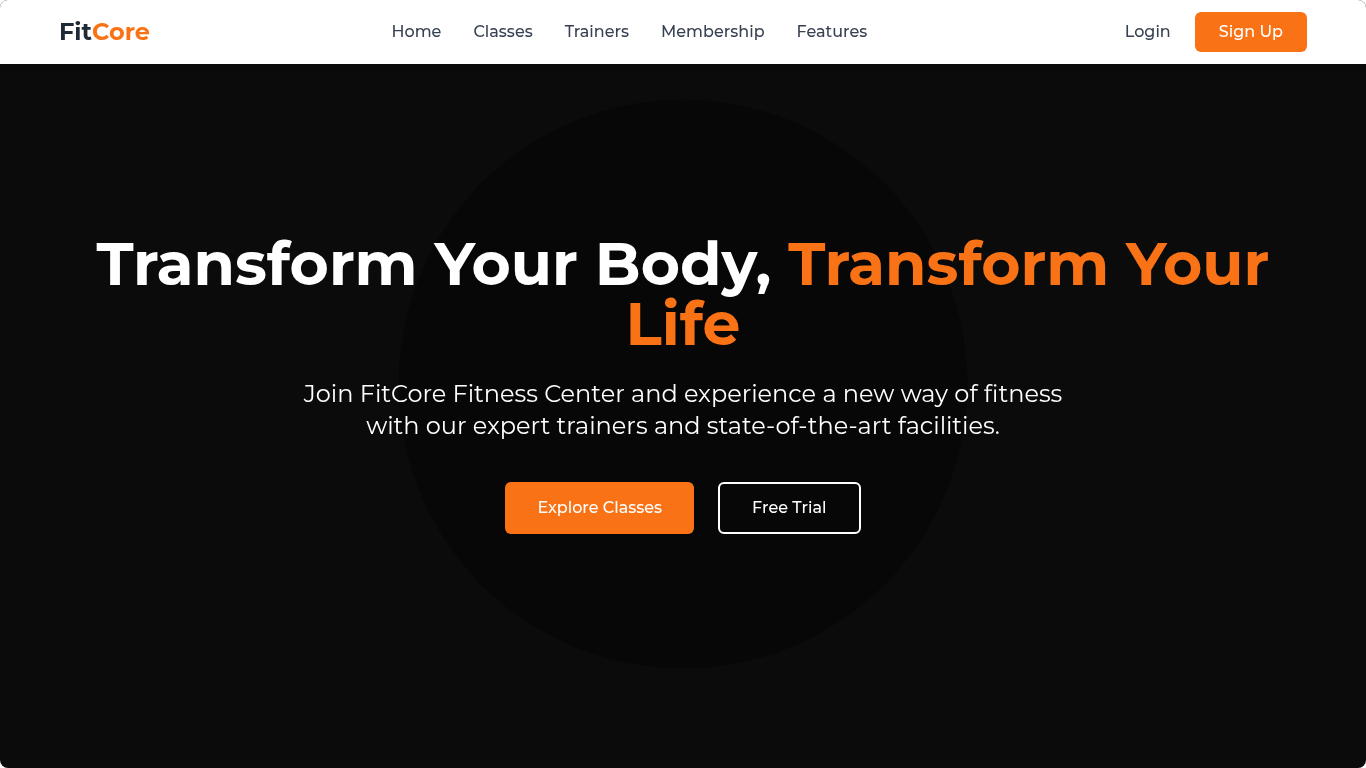 FitCore
Home Classes Trainers Membership Features
Login Sign Up
Transform Your Body, Transform Your
Life
Join FitCore Fitness Center and experience a new way of fitness
with our expert trainers and state-of-the-art facilities.
Explore Classes Free Trial